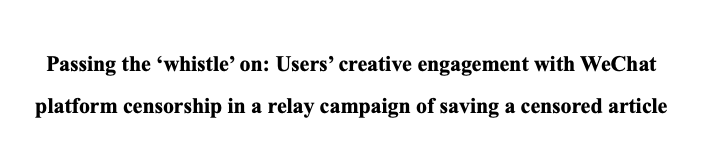 Passing the ‘whistle’ on: Users’ creative engagement with WeChat
platform censorship in a relay campaign of saving a censored article